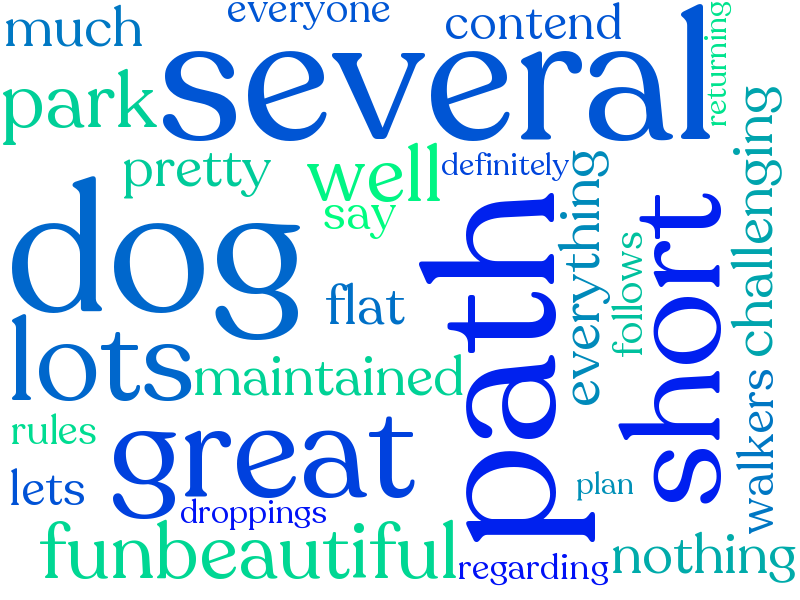 much
everyone
contend
returning
several
park
pretty
well
definitely
say
dog
path
everything
short
challenging
follows
flat
lots
maintained
rules
great
walkers
lets
droppings
plan
fun
beautiful
regarding
nothing